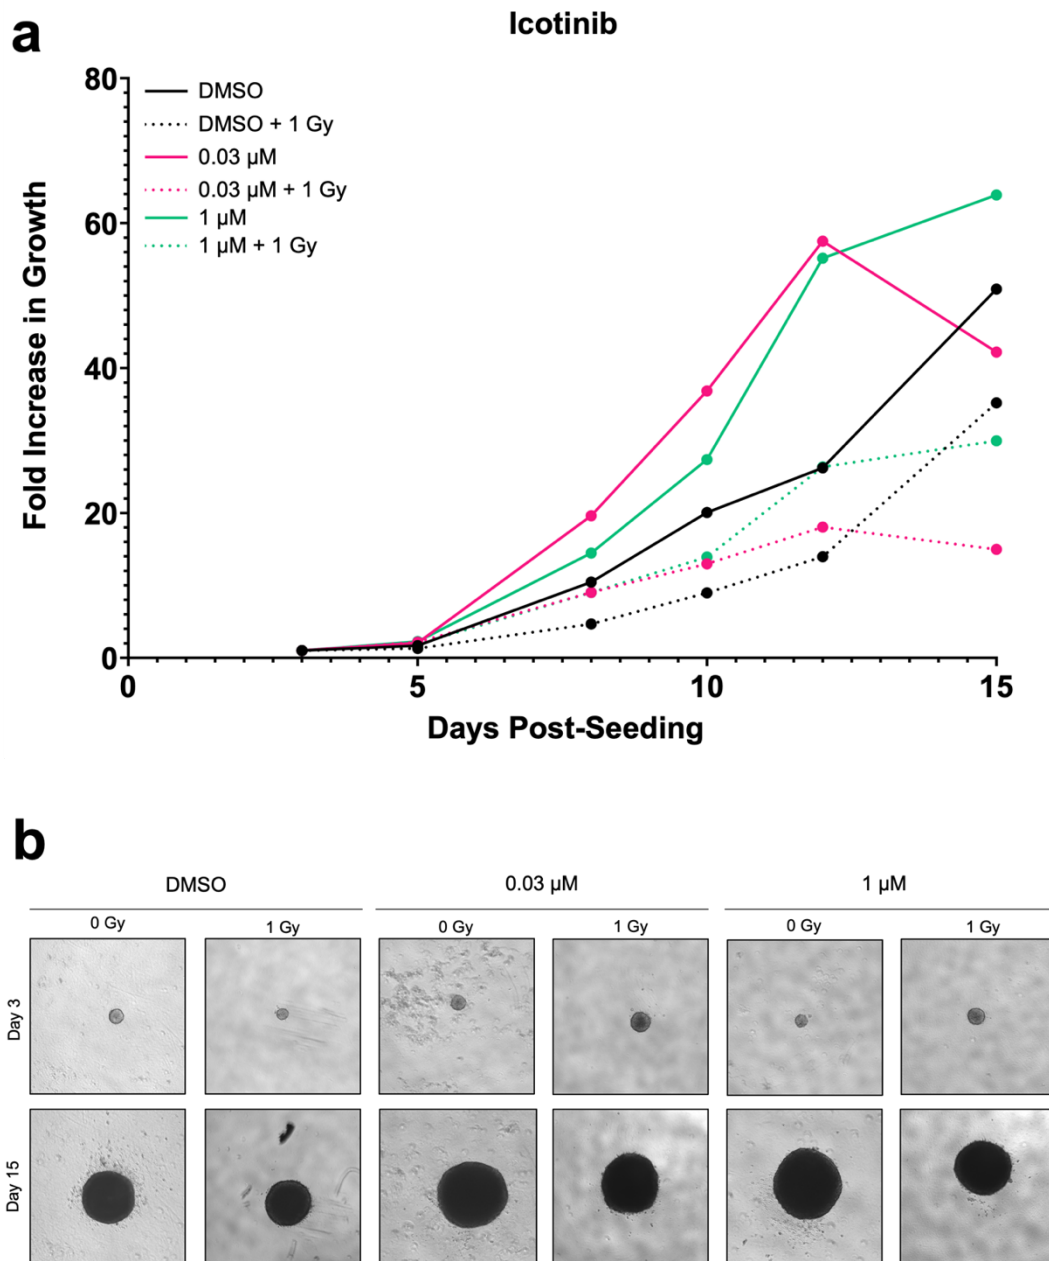 a
Icotinib
80
60
40
20
0
Fold Increase in Growth
DMSO
DMSO + 1 Gy
0.03 µM
0.03 µM + 1 Gy
1 µM
1 µM + 1 Gy
0 5 10 15
Days Post-Seeding
b
DMSO 0.03 µM 1 µM
0 Gy 1 Gy 0 Gy 1 Gy 0 Gy 1 Gy
Day 3
Day 15